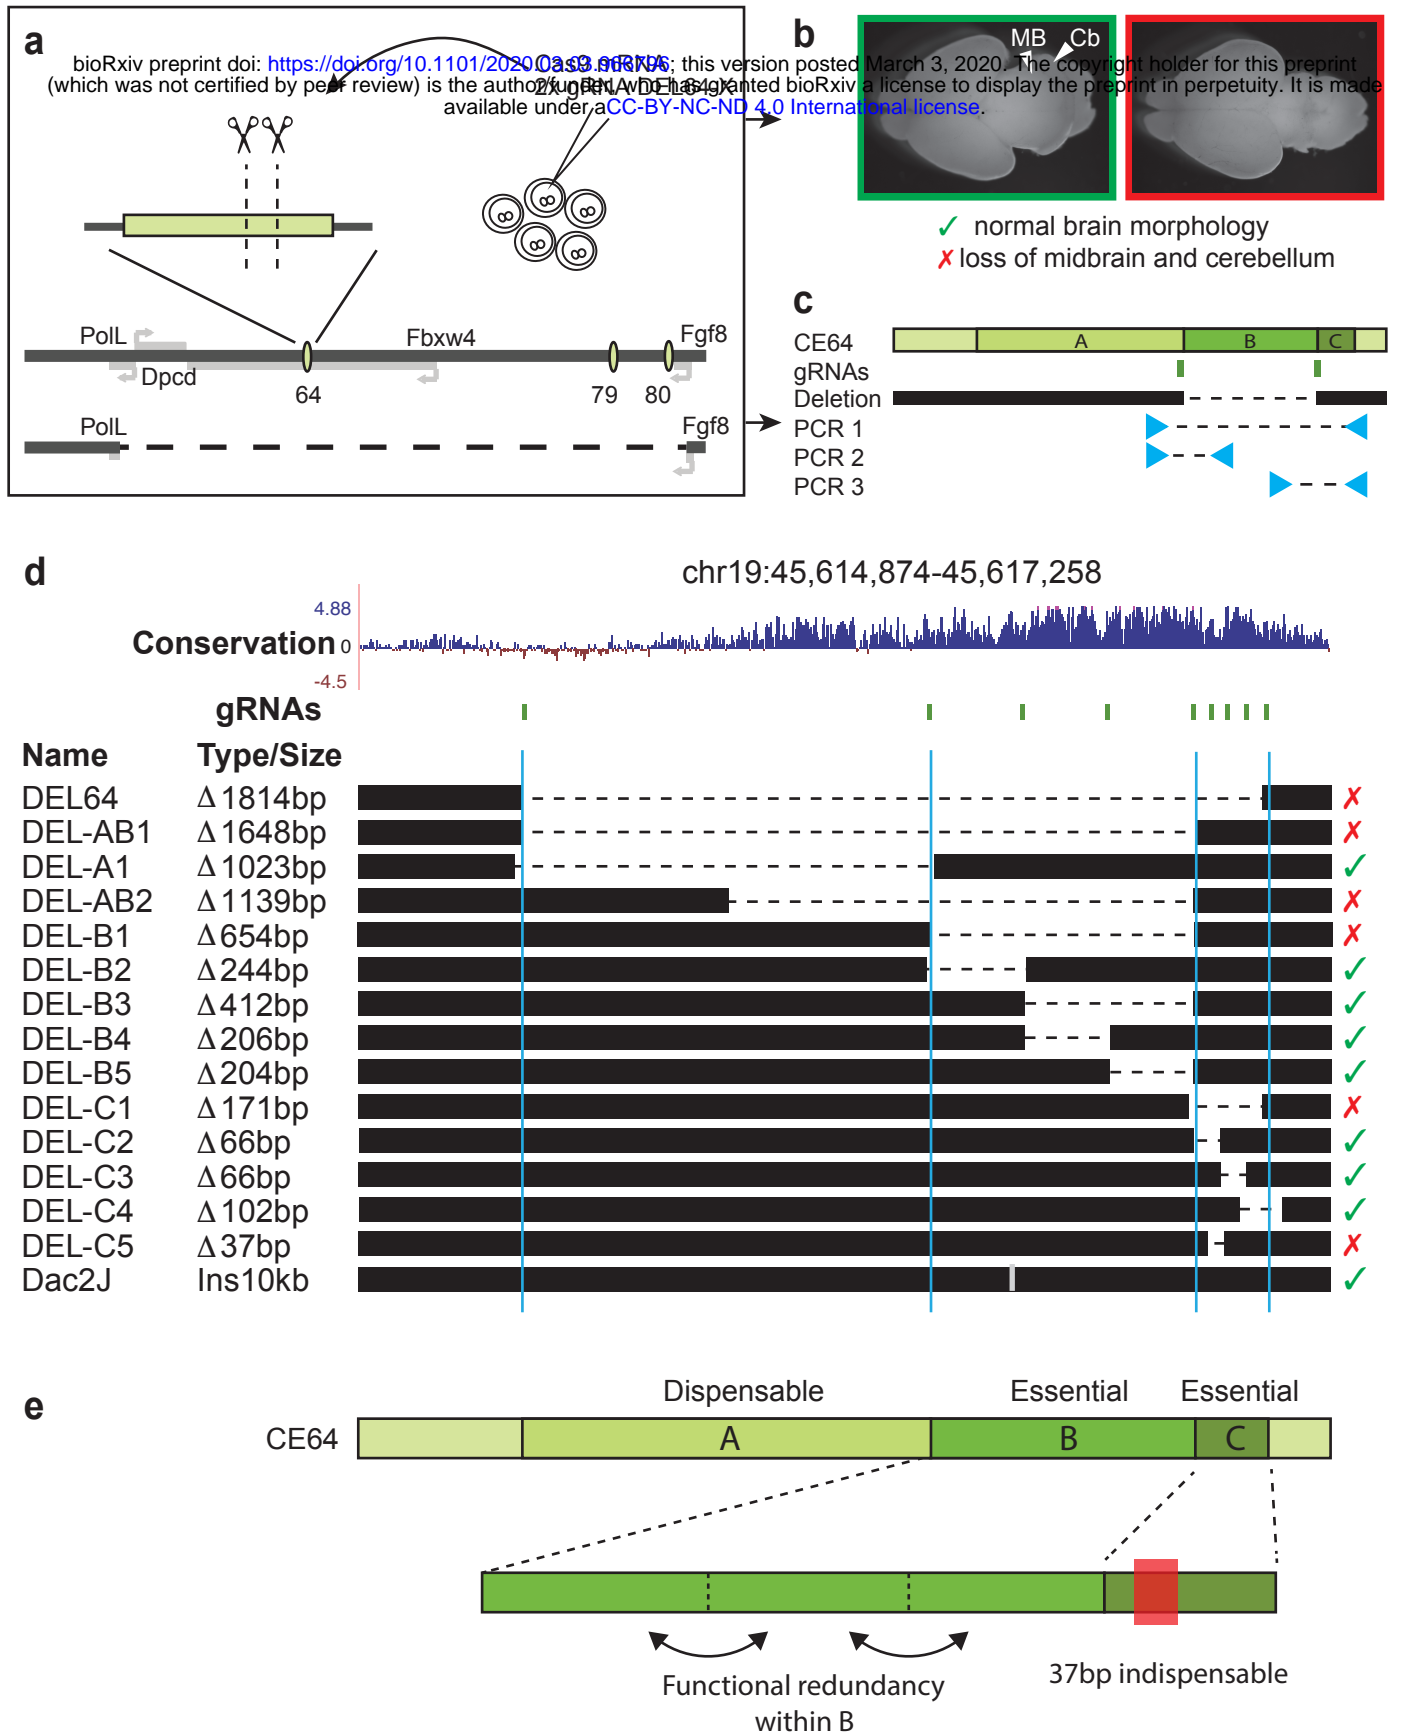 a
bioRxiv preprint doi: https://doi.org/10.1101/2020.03.03.966796; this version posted March 3, 2020. The copyright holder for this preprint
(which was not certified by peer review) is the author/funder, who has granted bioRxiv a license to display the preprint in perpetuity. It is made
available under aCC-BY-NC-ND 4.0 International license.
Cas9 mRNA
2x gRNA DEL64-X
PolL
Fbxw4
Fgf8
Dpcd
64
79
80
PolL
Fgf8
b
MB
Cb
✓ normal brain morphology
✗ loss of midbrain and cerebellum
c
CE64
A
B
C
gRNAs
Deletion
PCR 1
PCR 2
PCR 3
d
chr19:45,614,874-45,617,258
4.88
Conservation 0
-4.5
gRNAs
Name Type/Size
DEL64 Δ1814bp ✗
DEL-AB1 Δ1648bp ✗
DEL-A1 Δ1023bp ✓
DEL-AB2 Δ1139bp ✗
DEL-B1 Δ654bp ✗
DEL-B2 Δ244bp ✓
DEL-B3 Δ412bp ✓
DEL-B4 Δ206bp ✓
DEL-B5 Δ204bp ✓
DEL-C1 Δ171bp ✗
DEL-C2 Δ66bp ✓
DEL-C3 Δ66bp ✓
DEL-C4 Δ102bp ✓
DEL-C5 Δ37bp ✗
Dac2J Ins10kb ✓
e
Dispensable Essential Essential
CE64 A B C
Functional redundancy
within B
37bp indispensable